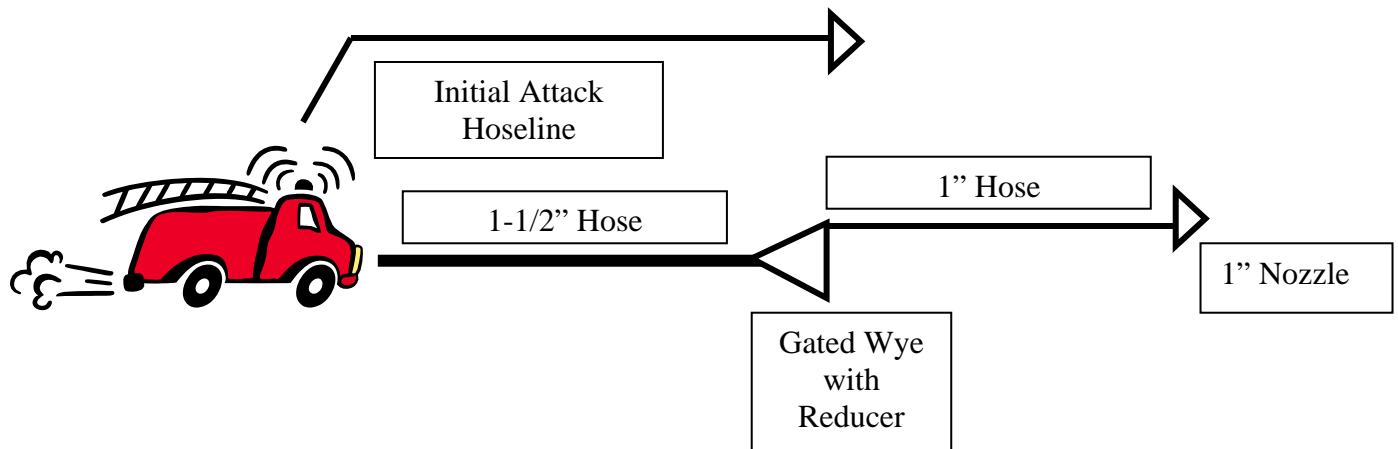 Initial Attack
Hoseline
1-1/2” Hose
1” Hose
1” Nozzle
Gated Wye
with
Reducer